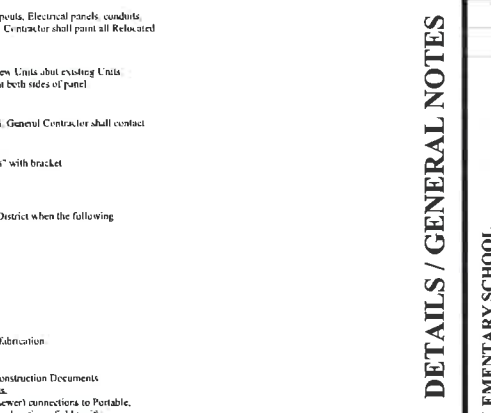 pouts, Electrical panels, conduits,
Contractor shall paint all Relocated
ew Units abut existing Units
t both sides of panel
General Contractor shall contact
s" with bracket
District when the following
fabrication
onstruction Documents
s.
ewer) connections to Portable,
DETAILS / GENERAL NOTES
EMENTARY SCHOOL